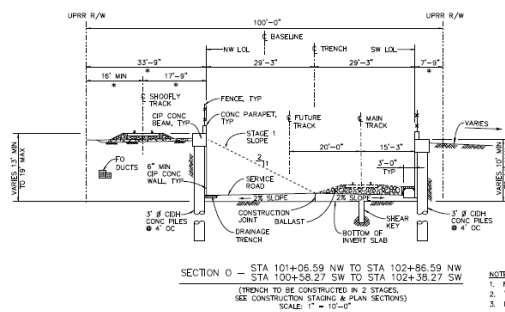 UPRR R/W
UPRR R/W
100'-0"
℄ BASELINE
NW LOL
℄ TRENCH
SW LOL
33'-9"
29'-3"
29'-3"
7'-9"
*
*
16' MIN
17'-9"
*
*
℄ SHOOFLY TRACK
FENCE, TYP
CIP CONC BEAM, TYP
CONC PARAPET, TYP
STAGE 1 SLOPE
℄ FUTURE TRACK
℄ MAIN TRACK
VARIES
2
1
20'-0"
15'-3"
3'-0"
TYP
VARIES 13' MIN TO 19' MAX
VARIES 10' MIN
FO DUCTS
6" MIN CIP CONC WALL, TYP
SERVICE ROAD
2% SLOPE
2% SLOPE
3' Ø CIDH CONC PILES @ 4' OC
CONSTRUCTION JOINT
BALLAST
SHEAR KEY
3' Ø CIDH CONC PILES @ 4' OC
DRAINAGE TRENCH
BOTTOM OF INVERT SLAB
SECTION O - STA 101+06.59 NW TO STA 102+86.59 NW
STA 100+58.27 SW TO STA 102+38.27 SW
(TRENCH TO BE CONSTRUCTED IN 2 STAGES,
SEE CONSTRUCTION STAGING & PLAN SECTIONS)
SCALE: 1" = 10'-0"
1.
2.
3.